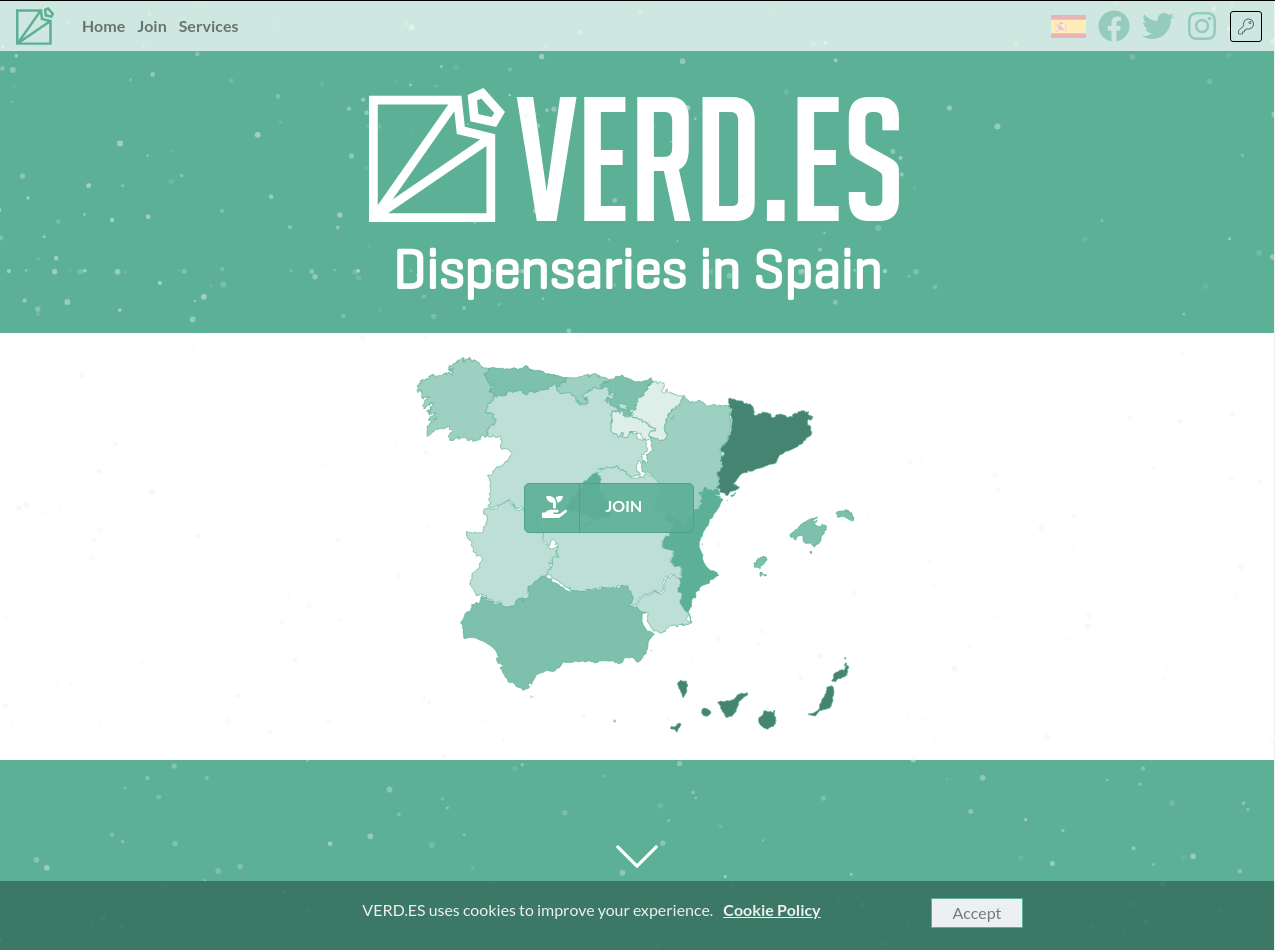 Home Join Services
VERD.ES
Dispensaries in Spain
JOIN
VERD.ES uses cookies to improve your experience. Cookie Policy
Accept